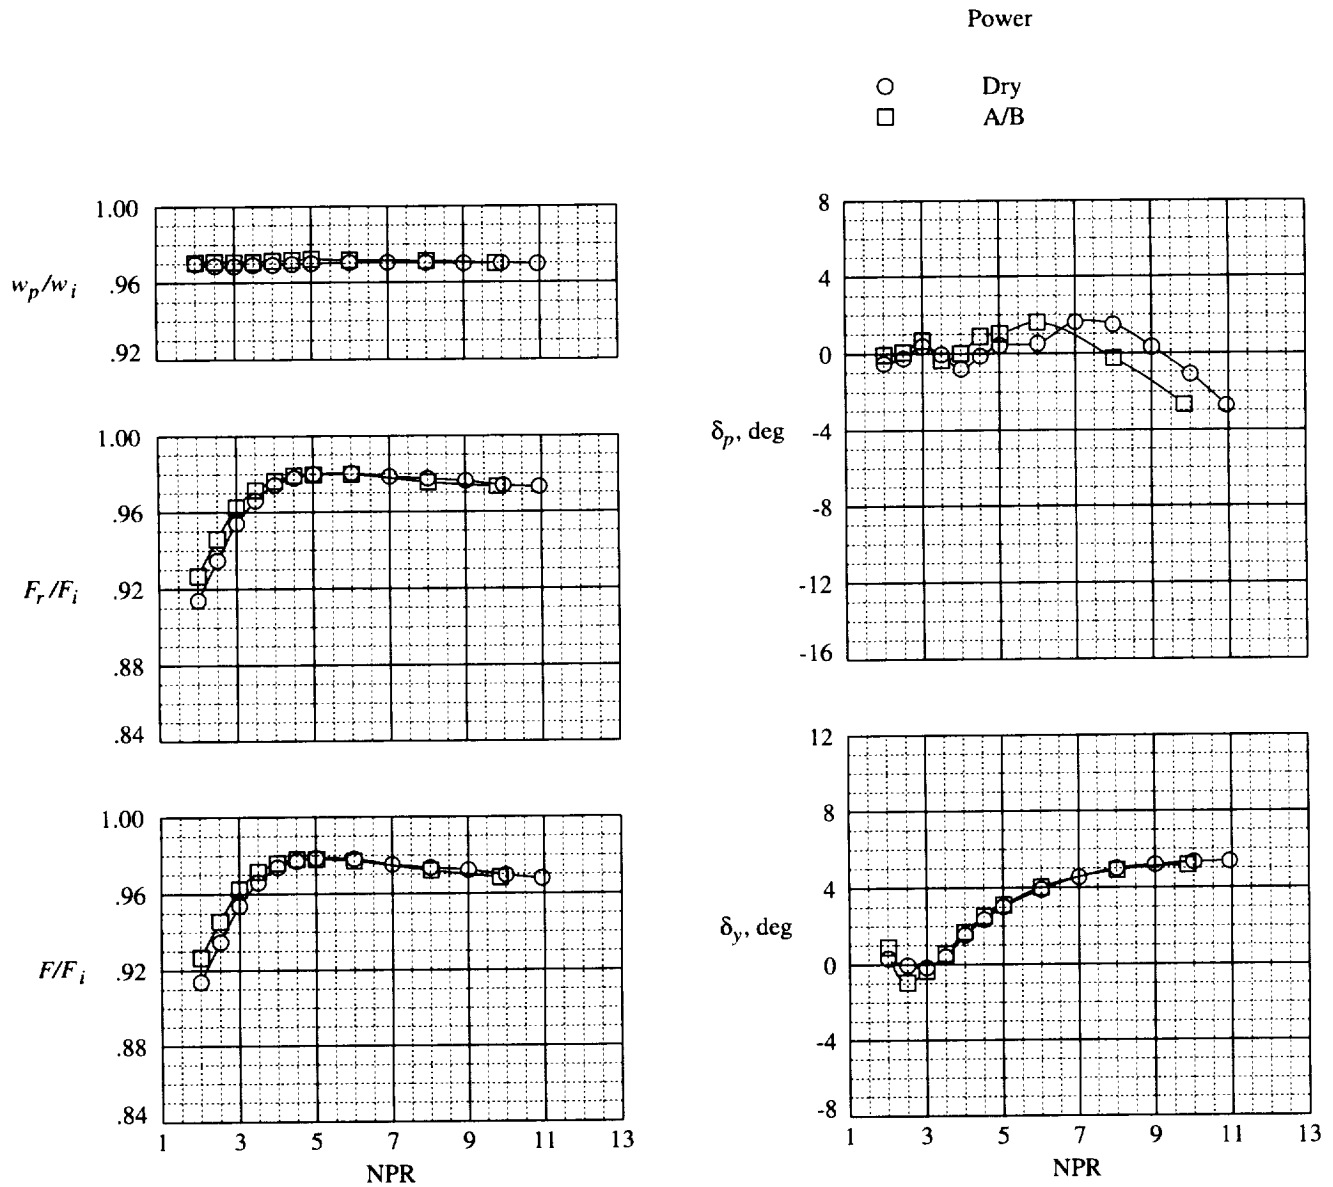 Power
Dry
A/B
1.00
w_p/w_i
.96
.92
1.00
.96
F_r/F_i
.92
.88
.84
1.00
.96
F/F_i
.92
.88
.84
1 3 5 7 9 11 13
NPR
8
4
0
δ_p, deg
-4
-8
-12
-16
12
8
4
δ_y, deg
0
-4
-8
1 3 5 7 9 11 13
NPR